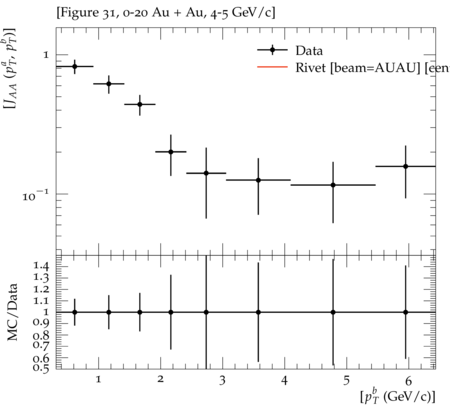 [Figure 31, 0-20 Au + Au, 4-5 GeV/c]
[J_AA (p_T^a, p_T^b)]
1
10^−1
Data
Rivet [beam=AUAU] [cen
MC/Data
1.4
1.3
1.2
1.1
1
0.9
0.8
0.7
0.6
0.5
1 2 3 4 5 6
[p_T^b (GeV/c)]